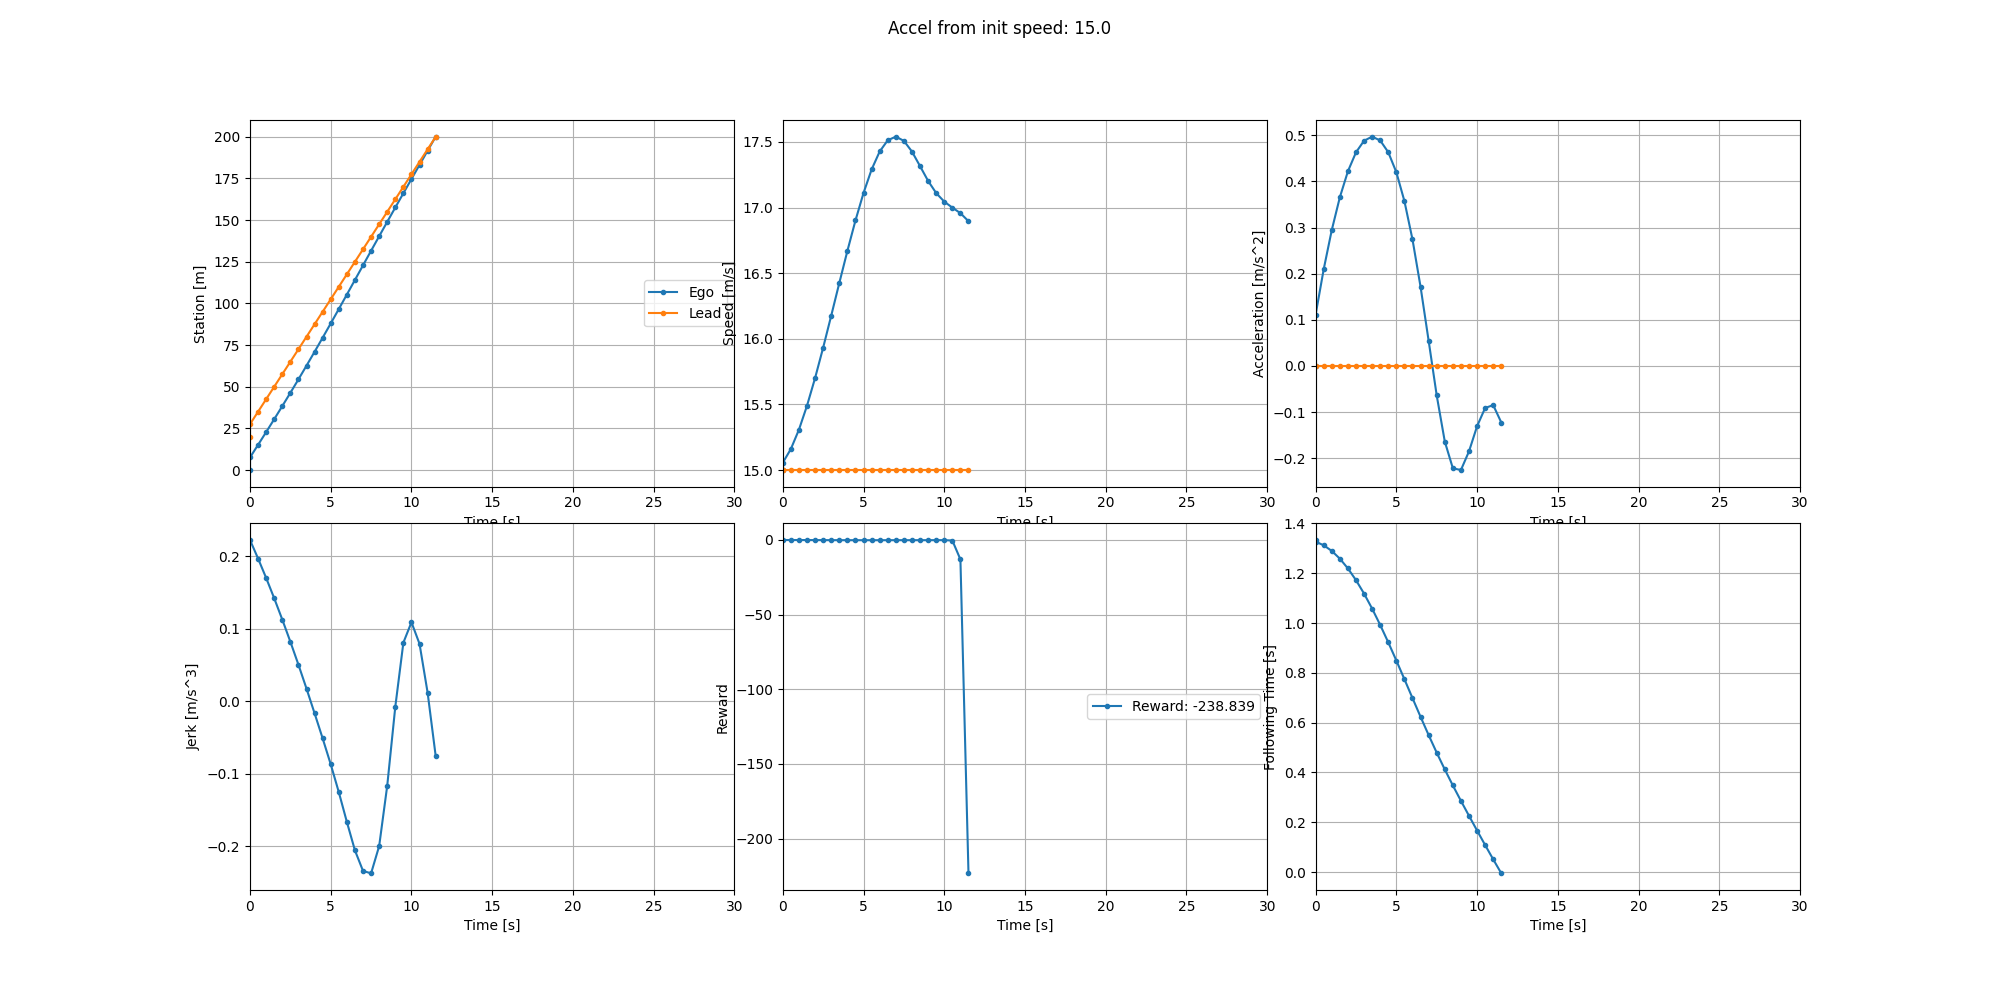 Accel from init speed: 15.0
200
175
150
125
100
75
50
25
0
Station [m]
0 5 10 15 20 25 30
Time [s]
Ego
Lead
17.5
17.0
16.5
16.0
15.5
15.0
Speed [m/s]
0 5 10 15 20 25 30
Time [s]
0.5
0.4
0.3
0.2
0.1
0.0
−0.1
−0.2
Acceleration [m/s^2]
0 5 10 15 20 25 30
Time [s]
0.2
0.1
0.0
−0.1
−0.2
Jerk [m/s^3]
0 5 10 15 20 25 30
Time [s]
0
−50
−100
−150
−200
Reward
Reward: -238.839
0 5 10 15 20 25 30
Time [s]
1.4
1.2
1.0
0.8
0.6
0.4
0.2
0.0
Following Time [s]
0 5 10 15 20 25 30
Time [s]